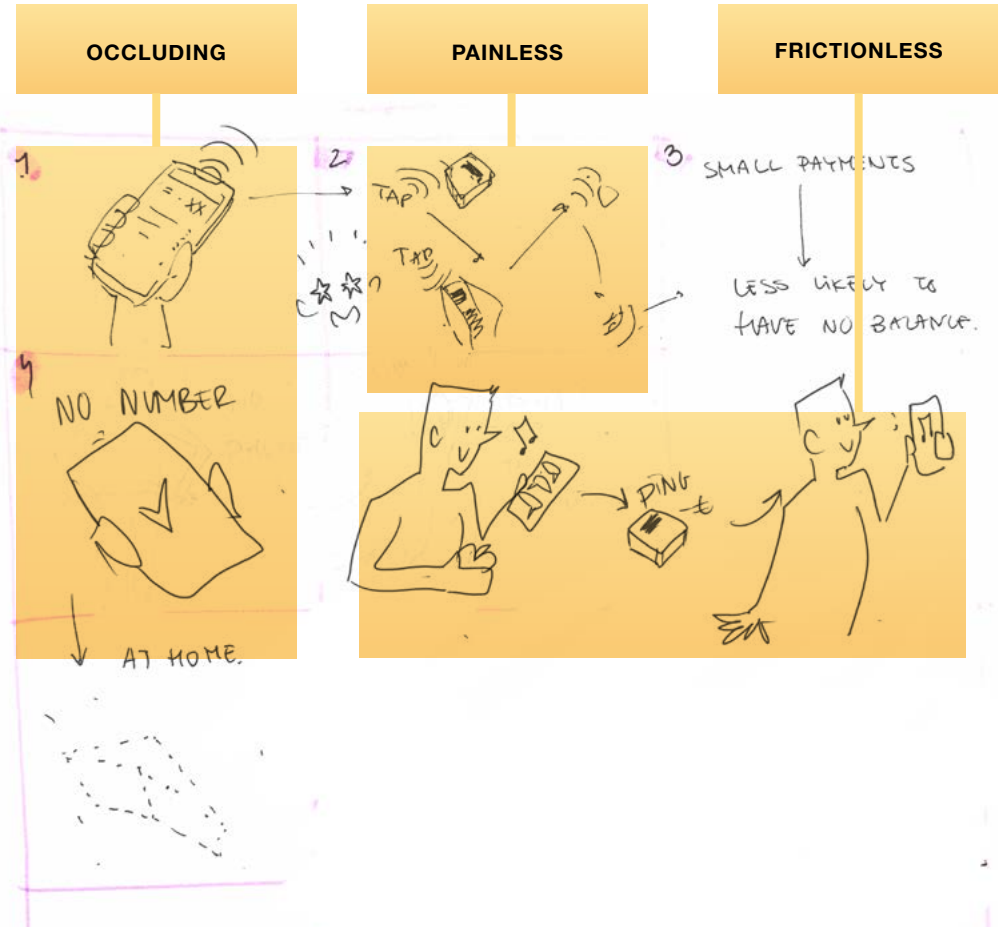 OCCLUDING
PAINLESS
FRICTIONLESS
1
2
3
SMALL PAYMENTS
XX
TAP
TAP
LESS LIKELY TO
HAVE NO BALANCE.
4
NO NUMBER
PING
AT HOME.